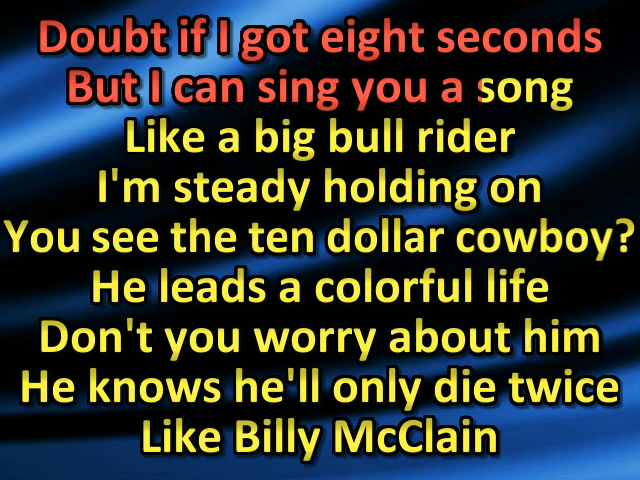 Doubt if I got eight seconds
But I can sing you a song
Like a big bull rider
I'm steady holding on
You see the ten dollar cowboy?
He leads a colorful life
Don't you worry about him
He knows he'll only die twice
Like Billy McClain